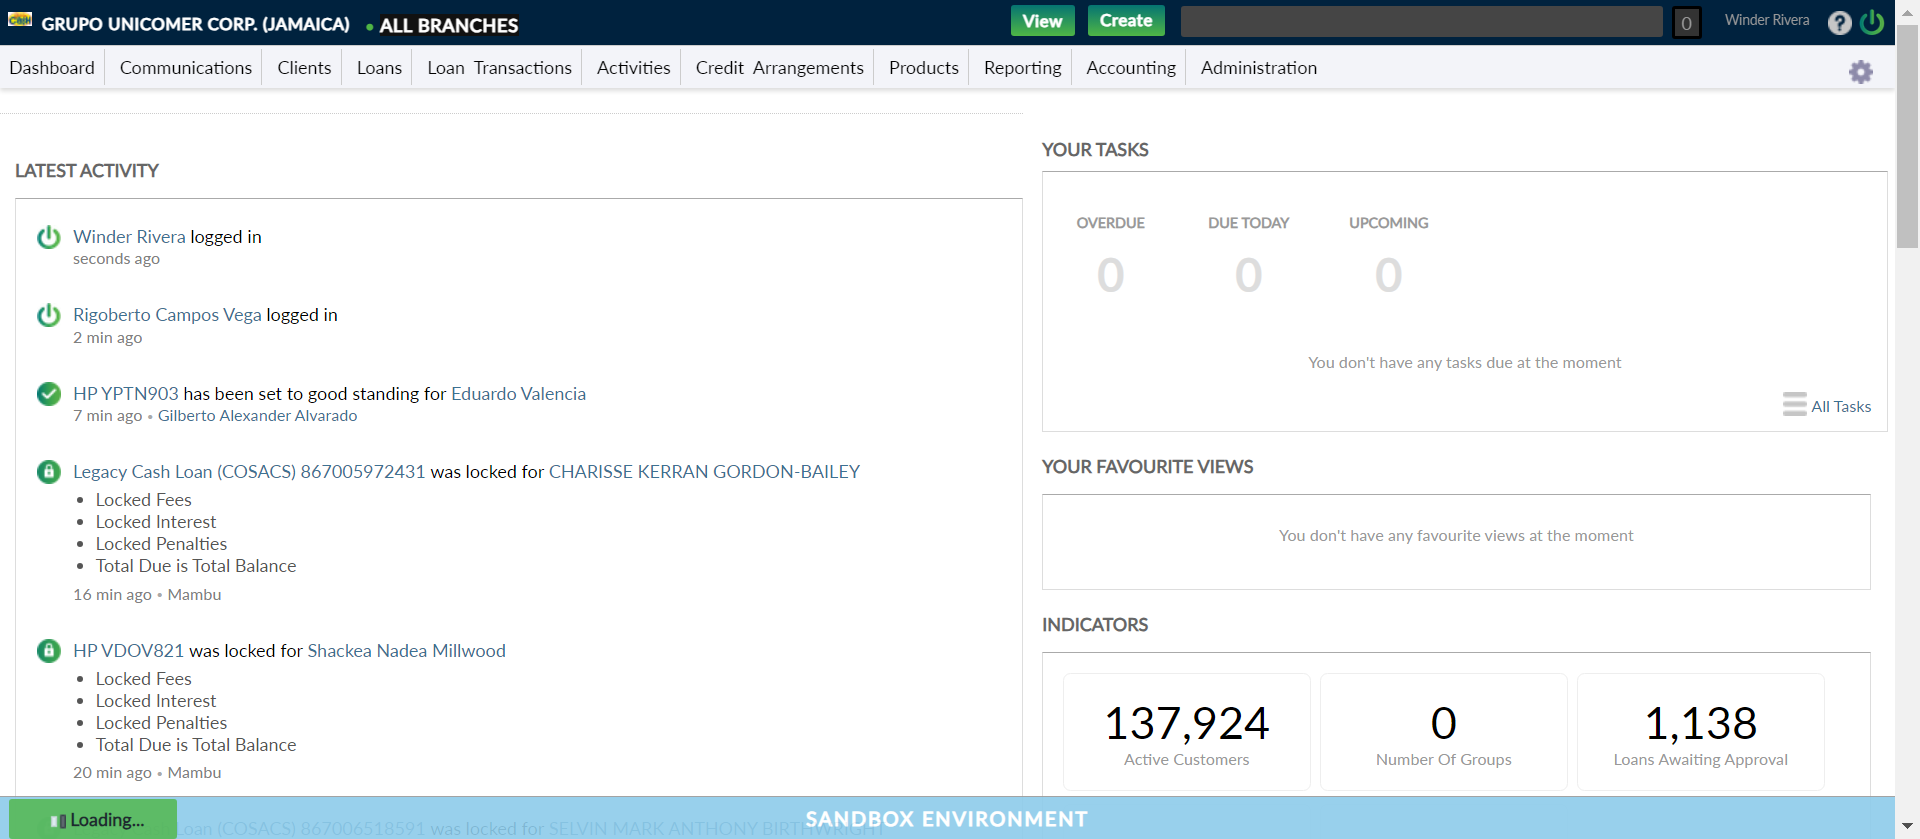 CASH
GRUPO UNICOMER CORP. (JAMAICA) • ALL BRANCHES
View
Create
0
Winder Rivera
?
Dashboard
Communications
Clients
Loans
Loan Transactions
Activities
Credit Arrangements
Products
Reporting
Accounting
Administration
LATEST ACTIVITY
Winder Rivera logged in
seconds ago
Rigoberto Campos Vega logged in
2 min ago
HP YPTN903 has been set to good standing for Eduardo Valencia
7 min ago • Gilberto Alexander Alvarado
Legacy Cash Loan (COSACS) 867005972431 was locked for CHARISSE KERRAN GORDON-BAILEY
• Locked Fees
• Locked Interest
• Locked Penalties
• Total Due is Total Balance
16 min ago • Mambu
HP VDOV821 was locked for Shackea Nadea Millwood
• Locked Fees
• Locked Interest
• Locked Penalties
• Total Due is Total Balance
20 min ago • Mambu
Loan (COSACS) 867006518591 was locked for SELVIN MARK ANTHONY BIRTHWRIGHT
YOUR TASKS
OVERDUE
0
DUE TODAY
0
UPCOMING
0
You don't have any tasks due at the moment
All Tasks
YOUR FAVOURITE VIEWS
You don't have any favourite views at the moment
INDICATORS
137,924
Active Customers
0
Number Of Groups
1,138
Loans Awaiting Approval
Loading...
SANDBOX ENVIRONMENT